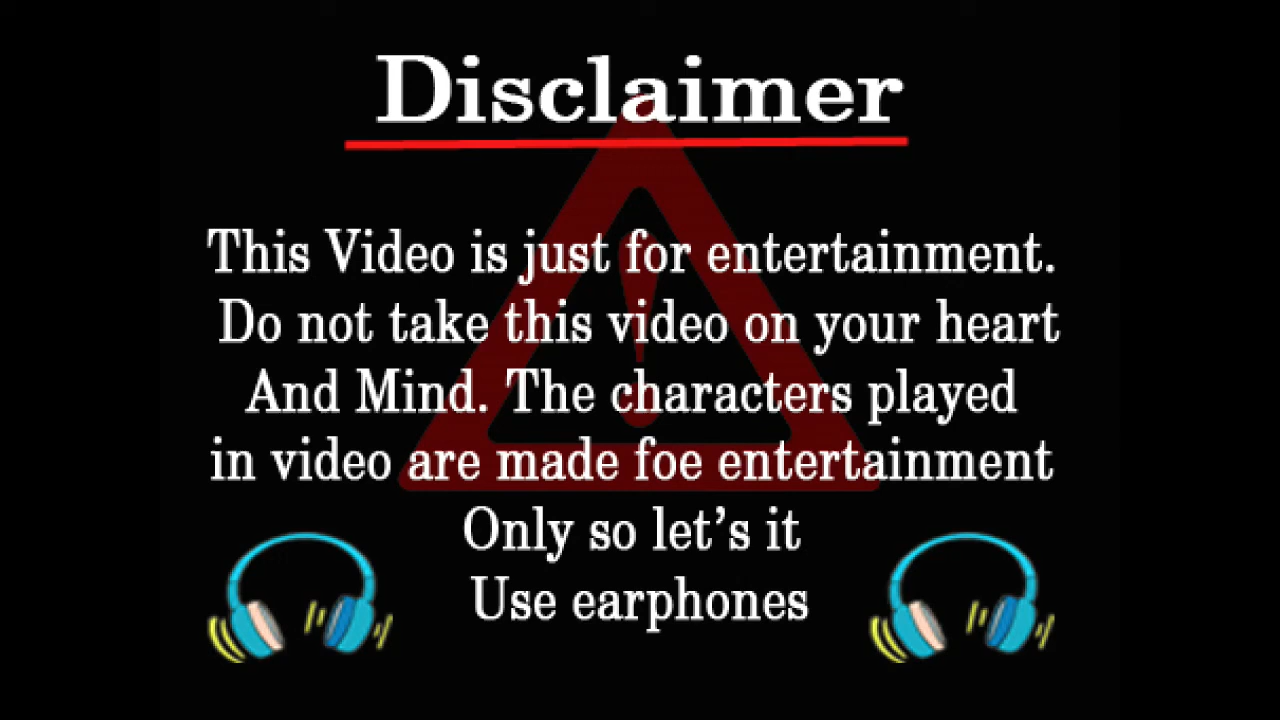 Disclaimer
This Video is just for entertainment.
Do not take this video on your heart
And Mind. The characters played
in video are made foe entertainment
Only so let's it
Use earphones